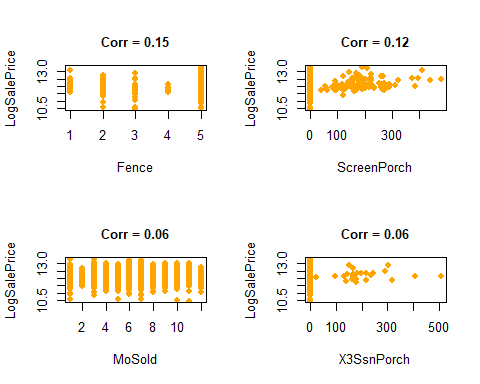 Corr = 0.15
LogSalePrice
10.5 13.0
1 2 3 4 5
Fence
Corr = 0.12
LogSalePrice
10.5 13.0
0 100 300
ScreenPorch
Corr = 0.06
LogSalePrice
10.5 13.0
2 4 6 8 10
MoSold
Corr = 0.06
LogSalePrice
10.5 13.0
0 100 200 300 400 500
X3SsnPorch